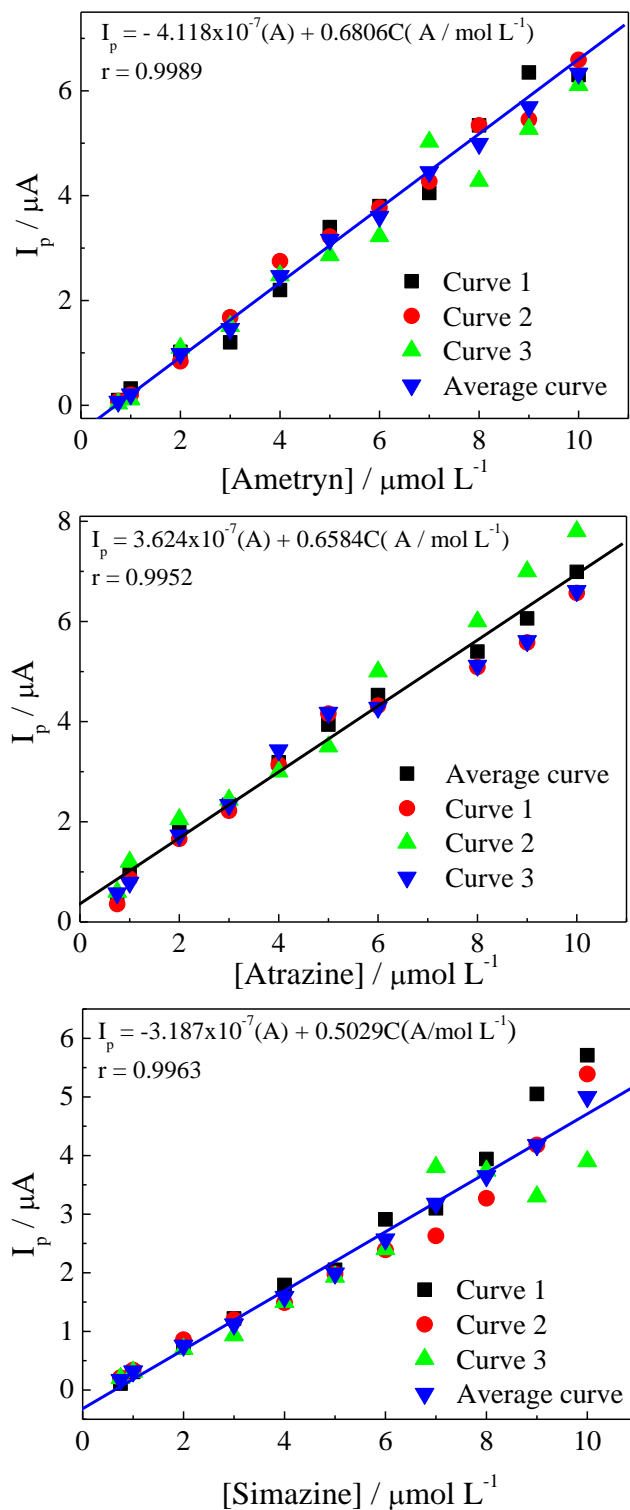 I_p = - 4.118x10^-7(A) + 0.6806C( A / mol L^-1)
r = 0.9989
6
4
2
0
I_p / μA
Curve 1
Curve 2
Curve 3
Average curve
0 2 4 6 8 10
[Ametryn] / μmol L^-1
I_p = 3.624x10^-7(A) + 0.6584C( A / mol L^-1)
r = 0.9952
8
6
4
2
0
I_p / μA
Average curve
Curve 1
Curve 2
Curve 3
0 2 4 6 8 10
[Atrazine] / μmol L^-1
I_p = -3.187x10^-7(A) + 0.5029C(A/mol L^-1)
r = 0.9963
6
5
4
3
2
1
0
I_p / μA
Curve 1
Curve 2
Curve 3
Average curve
0 2 4 6 8 10
[Simazine] / μmol L^-1